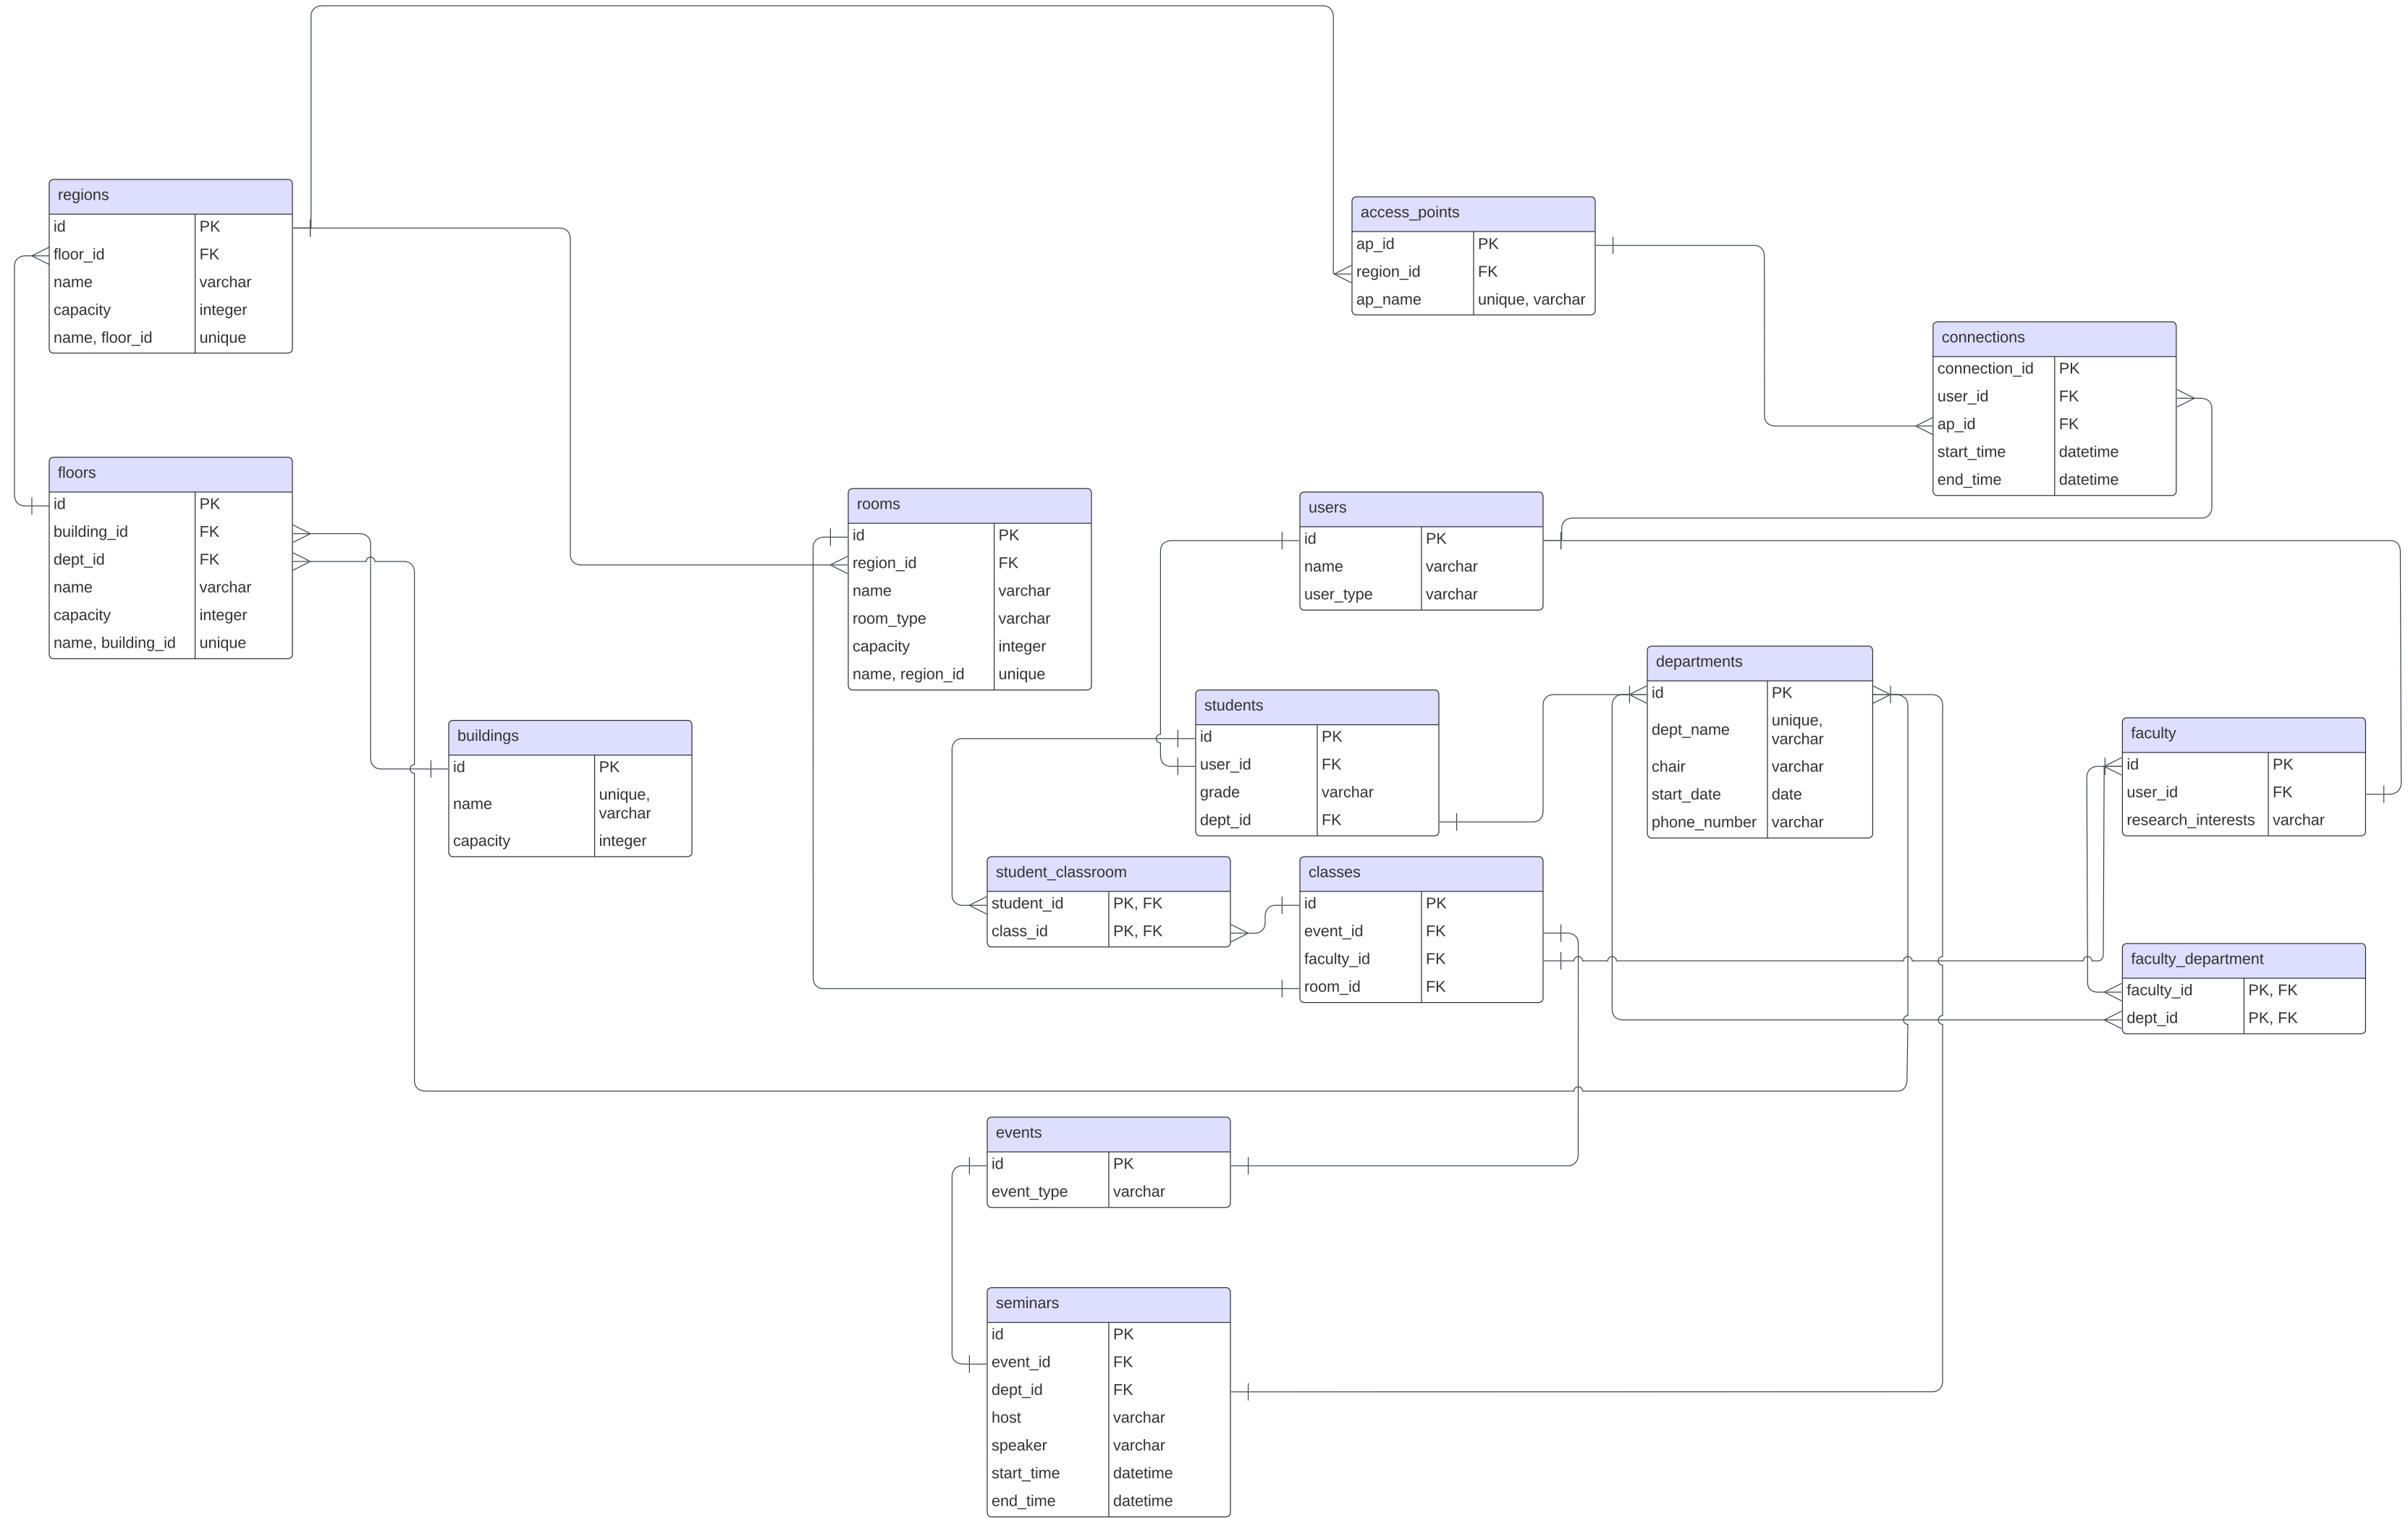 regions
id PK
floor_id FK
name varchar
capacity integer
name, floor_id unique
access_points
ap_id PK
region_id FK
ap_name unique, varchar
connections
connection_id PK
user_id FK
ap_id FK
start_time datetime
end_time datetime
floors
id PK
building_id FK
dept_id FK
name varchar
capacity integer
name, building_id unique
rooms
id PK
region_id FK
name varchar
room_type varchar
capacity integer
name, region_id unique
users
id PK
name varchar
user_type varchar
departments
id PK
dept_name unique,
varchar
chair varchar
start_date date
phone_number varchar
students
id PK
user_id FK
grade varchar
dept_id FK
buildings
id PK
name unique,
varchar
capacity integer
faculty
id PK
user_id FK
research_interests varchar
student_classroom
student_id PK, FK
class_id PK, FK
classes
id PK
event_id FK
faculty_id FK
room_id FK
faculty_department
faculty_id PK, FK
dept_id PK, FK
events
id PK
event_type varchar
seminars
id PK
event_id FK
dept_id FK
host varchar
speaker varchar
start_time datetime
end_time datetime